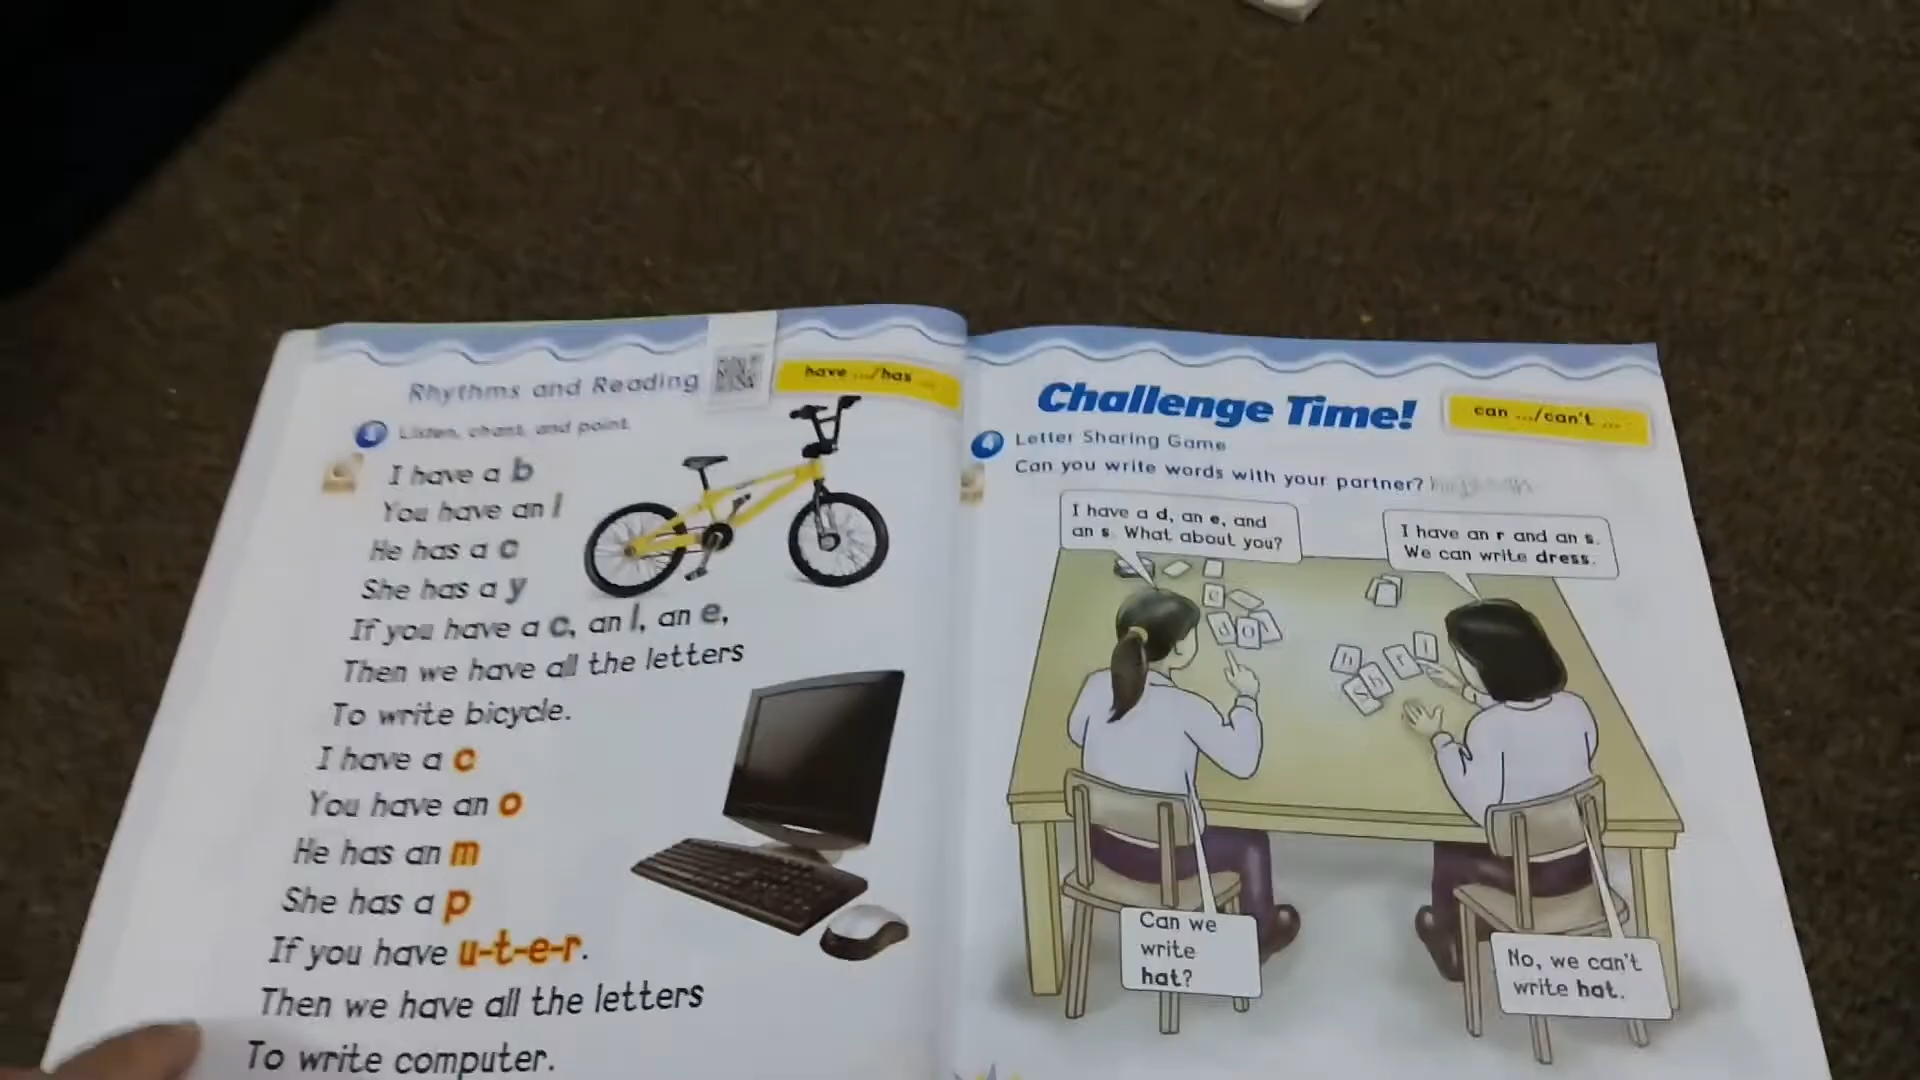 Rhythms and Reading
have .../has ...
3 Listen, chant, and point.
I have a b
You have an l
He has a c
She has a y
If you have a c, an l, an e,
Then we have all the letters
To write bicycle.
I have a c
You have an o
He has an m
She has a p
If you have u-t-e-r.
Then we have all the letters
To write computer.
Challenge Time!
can .../can't ...
4 Letter Sharing Game
Can you write words with your partner?
I have a d, an e, and
an s. What about you?
I have an r and an s.
We can write dress.
Can we
write
hat?
No, we can't
write hat.